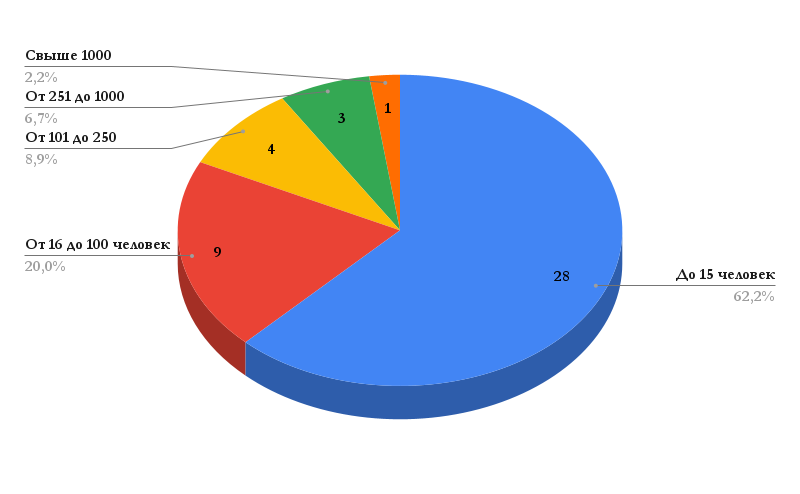 Свыше 1000
2,2%
От 251 до 1000
6,7%
От 101 до 250
8,9%
От 16 до 100 человек
20,0%
До 15 человек
62,2%
1
3
4
9
28